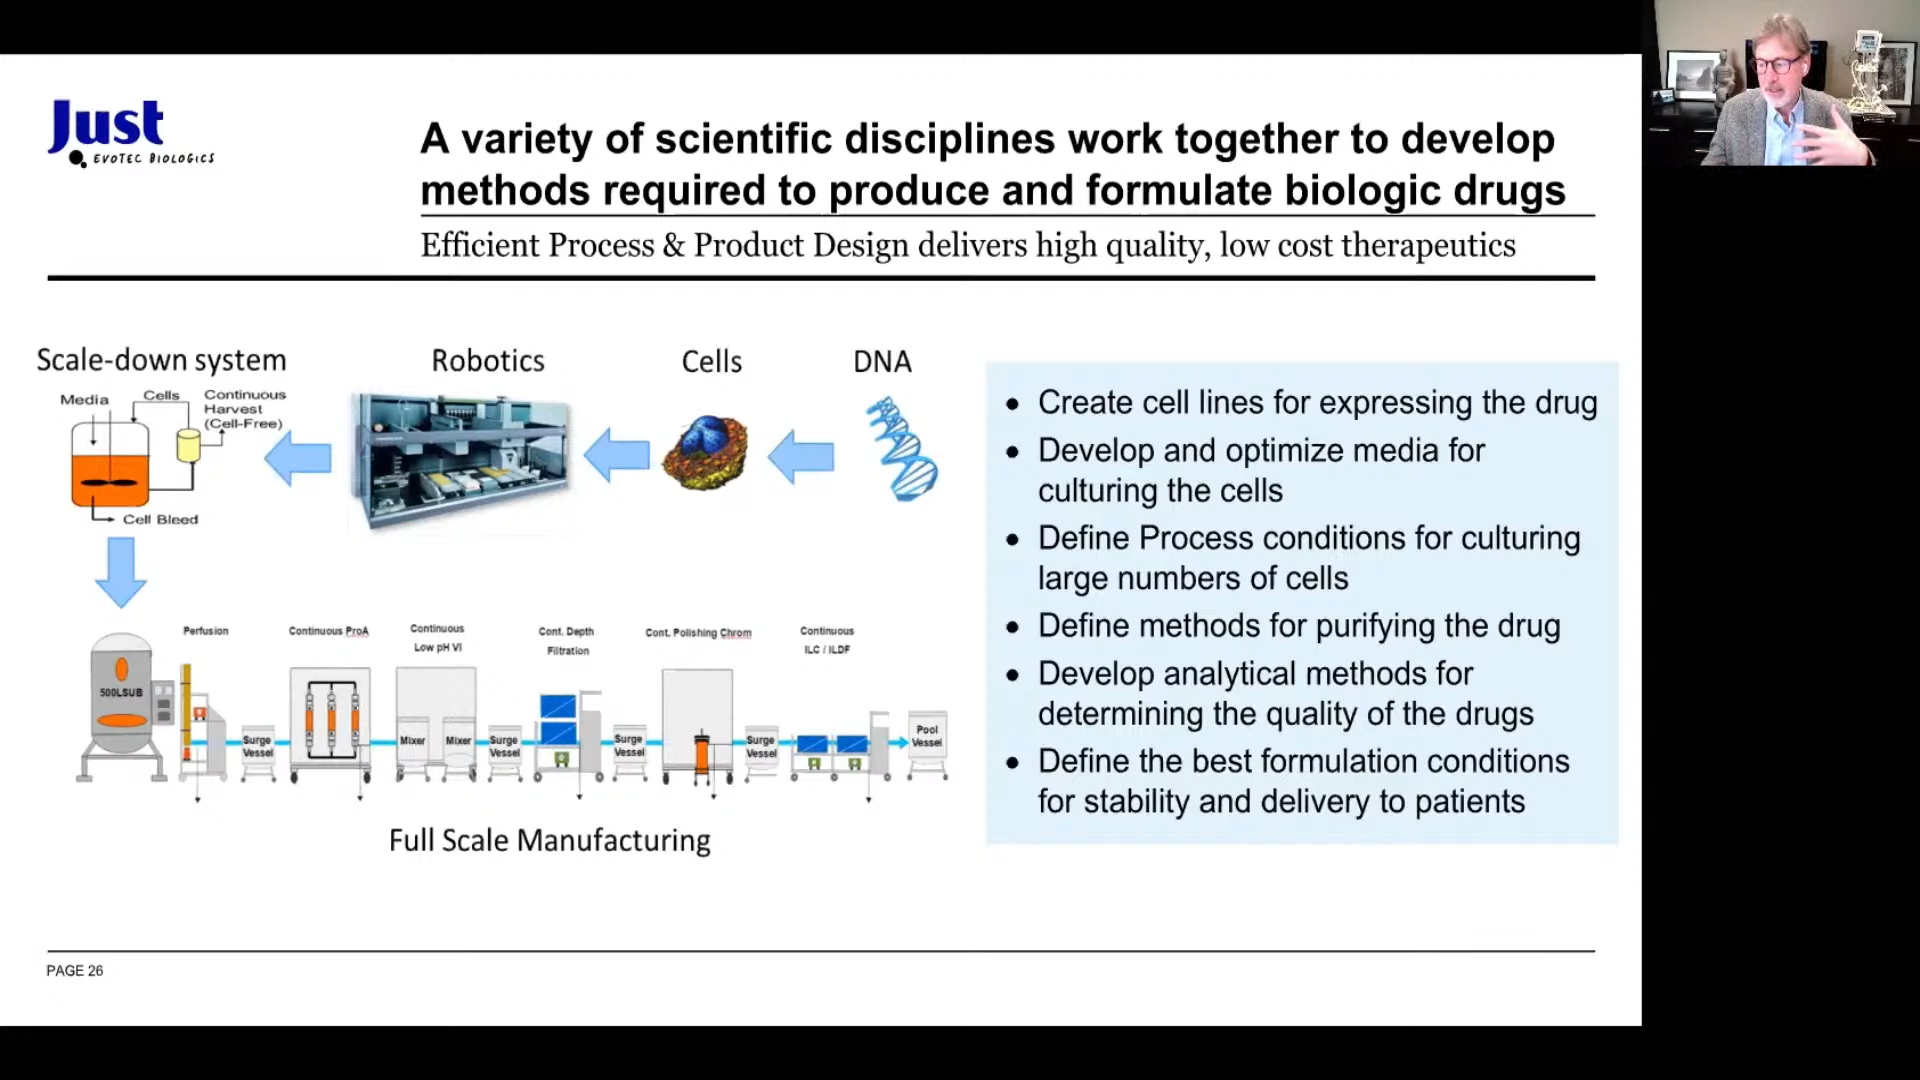 Just
EVOTEC BIOLOGICS
A variety of scientific disciplines work together to develop
methods required to produce and formulate biologic drugs
Efficient Process & Product Design delivers high quality, low cost therapeutics
Scale-down system
Robotics
Cells
DNA
Media
Cells
Continuous
Harvest
(Cell-Free)
Cell Bleed
Perfusion
Continuous ProA
Continuous
Low pH VI
Cont. Depth
Filtration
Cont. Polishing Chrom
Continuous
ILC / ILDF
500LSUB
Surge
Vessel
Mixer
Mixer
Surge
Vessel
Surge
Vessel
Surge
Vessel
Pool
Vessel
Full Scale Manufacturing
• Create cell lines for expressing the drug
• Develop and optimize media for
culturing the cells
• Define Process conditions for culturing
large numbers of cells
• Define methods for purifying the drug
• Develop analytical methods for
determining the quality of the drugs
• Define the best formulation conditions
for stability and delivery to patients
PAGE 26